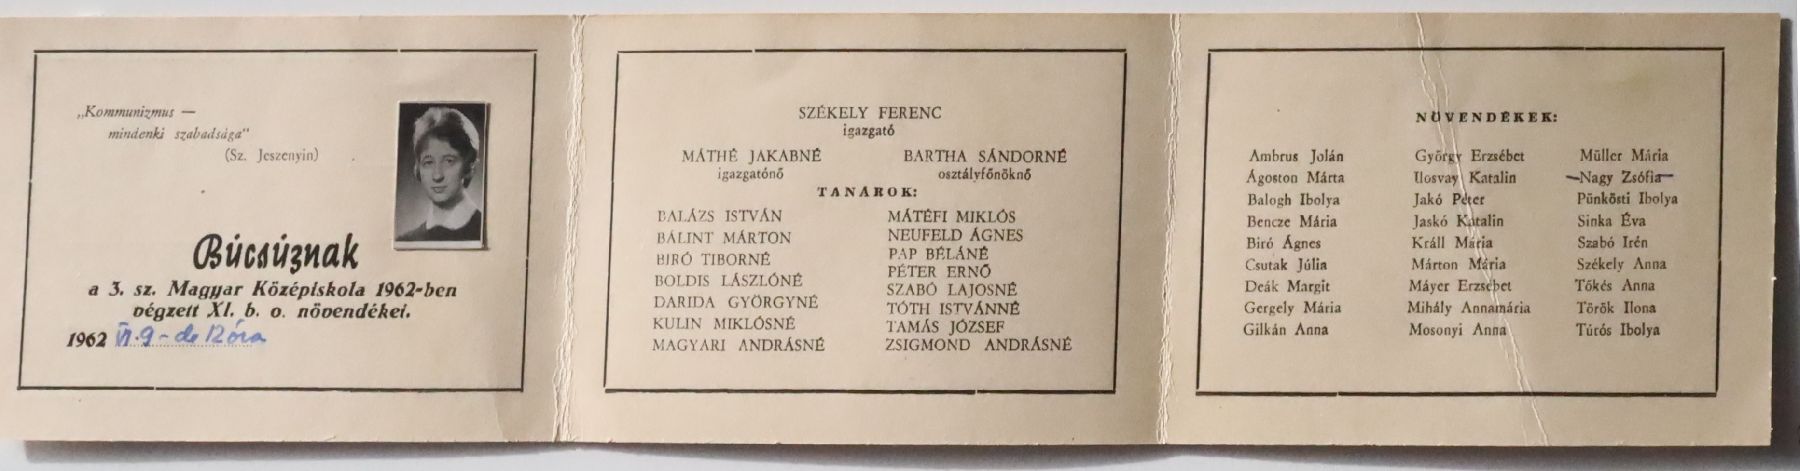 „Kommunizmus —
mindenki szabadsága"
(Sz. Jeszenyin)
Búcsúznak
a 3. sz. Magyar Középiskola 1962-ben
végzett XI. b. o. növendékei.
1962 VI. 9 - de 12 óra
SZÉKELY FERENC
igazgató
MÁTHÉ JAKABNÉ
igazgatónő
BARTHA SÁNDORNÉ
osztályfőnöknő
TANÁROK:
BALÁZS ISTVÁN
BÁLINT MÁRTON
BIRÓ TIBORNÉ
BOLDIS LÁSZLÓNÉ
DARIDA GYÖRGYNÉ
KULIN MIKLÓSNÉ
MAGYARI ANDRÁSNÉ
MÁTÉFI MIKLÓS
NEUFELD ÁGNES
PAP BÉLÁNÉ
PÉTER ERNŐ
SZABÓ LAJOSNÉ
TÓTH ISTVÁNNÉ
TAMÁS JÓZSEF
ZSIGMOND ANDRÁSNÉ
NÖVENDÉKEK:
Ambrus Jolán
Ágoston Márta
Balogh Ibolya
Bencze Mária
Biró Ágnes
Csutak Júlia
Deák Margit
Gergely Mária
Gilkán Anna
György Erzsébet
Ilosvay Katalin
Jakó Péter
Jaskó Katalin
Králl Mária
Márton Mária
Máyer Erzsébet
Mihály Annamária
Mosonyi Anna
Müller Mária
Nagy Zsófia
Pünkösti Ibolya
Sinka Éva
Szabó Irén
Székely Anna
Tőkés Anna
Török Ilona
Túrós Ibolya